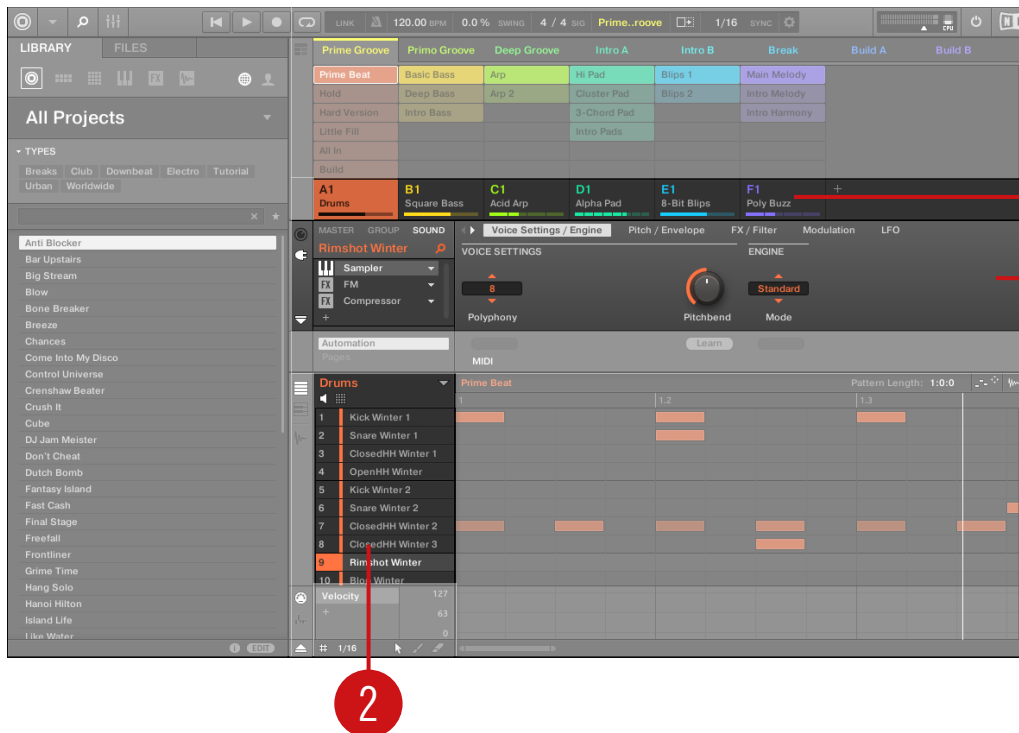 LINK 120.00 BPM 0.0 % SWING 4 / 4 SIG Prime..roove 1/16 SYNC CPU
LIBRARY FILES
FX
All Projects
TYPES
Breaks Club Downbeat Electro Tutorial
Urban Worldwide
Anti Blocker
Bar Upstairs
Big Stream
Blow
Bone Breaker
Breeze
Chances
Come Into My Disco
Control Universe
Crenshaw Beater
Crush It
Cube
DJ Jam Meister
Don't Cheat
Dutch Bomb
Fantasy Island
Fast Cash
Final Stage
Freefall
Frontliner
Grime Time
Hang Solo
Hanoi Hilton
Island Life
Like Water
EDIT
Prime Groove Primo Groove Deep Groove Intro A Intro B Break Build A Build B
Prime Beat Basic Bass Arp Hi Pad Blips 1 Main Melody
Hold Deep Bass Arp 2 Cluster Pad Blips 2 Intro Melody
Hard Version Intro Bass 3-Chord Pad Intro Harmony
Little Fill Intro Pads
All In
Build
A1 B1 C1 D1 E1 F1 +
Drums Square Bass Acid Arp Alpha Pad 8-Bit Blips Poly Buzz
MASTER GROUP SOUND Voice Settings / Engine Pitch / Envelope FX / Filter Modulation LFO
Rimshot Winter VOICE SETTINGS ENGINE
Sampler
FX FM 8 Standard
FX Compressor
+ Polyphony Pitchbend Mode
Automation Learn
Pages MIDI
Drums Prime Beat Pattern Length: 1:0:0
1 1.2 1.3
1 Kick Winter 1
2 Snare Winter 1
3 ClosedHH Winter 1
4 OpenHH Winter
5 Kick Winter 2
6 Snare Winter 2
7 ClosedHH Winter 2
8 ClosedHH Winter 3
9 Rimshot Winter
10 Blop Winter
Velocity 127
+ 63
0
1/16
2